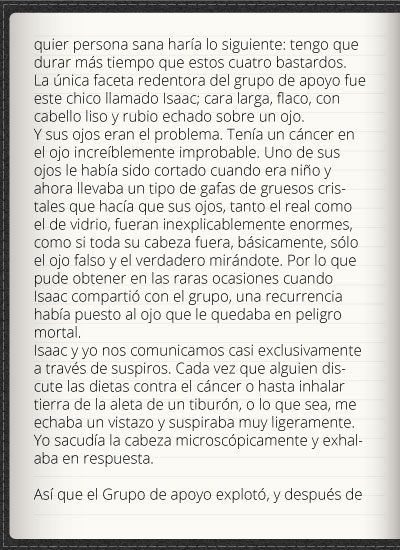 quier persona sana haría lo siguiente: tengo que
durar más tiempo que estos cuatro bastardos.
La única faceta redentora del grupo de apoyo fue
este chico llamado Isaac; cara larga, flaco, con
cabello liso y rubio echado sobre un ojo.
Y sus ojos eran el problema. Tenía un cáncer en
el ojo increíblemente improbable. Uno de sus
ojos le había sido cortado cuando era niño y
ahora llevaba un tipo de gafas de gruesos cris-
tales que hacía que sus ojos, tanto el real como
el de vidrio, fueran inexplicablemente enormes,
como si toda su cabeza fuera, básicamente, sólo
el ojo falso y el verdadero mirándote. Por lo que
pude obtener en las raras ocasiones cuando
Isaac compartió con el grupo, una recurrencia
había puesto al ojo que le quedaba en peligro
mortal.
Isaac y yo nos comunicamos casi exclusivamente
a través de suspiros. Cada vez que alguien dis-
cute las dietas contra el cáncer o hasta inhalar
tierra de la aleta de un tiburón, o lo que sea, me
echaba un vistazo y suspiraba muy ligeramente.
Yo sacudía la cabeza microscópicamente y exhal-
aba en respuesta.
Así que el Grupo de apoyo explotó, y después de